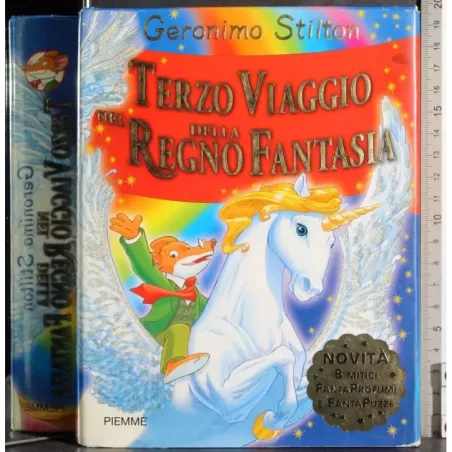 Geronimo Stilton
TERZO VIAGGIO
NEL DELLA
REGNO FANTASIA
NOVITÀ
8 MITICI
FANTAPROFUMI
E FANTAPUZZE
PIEMME